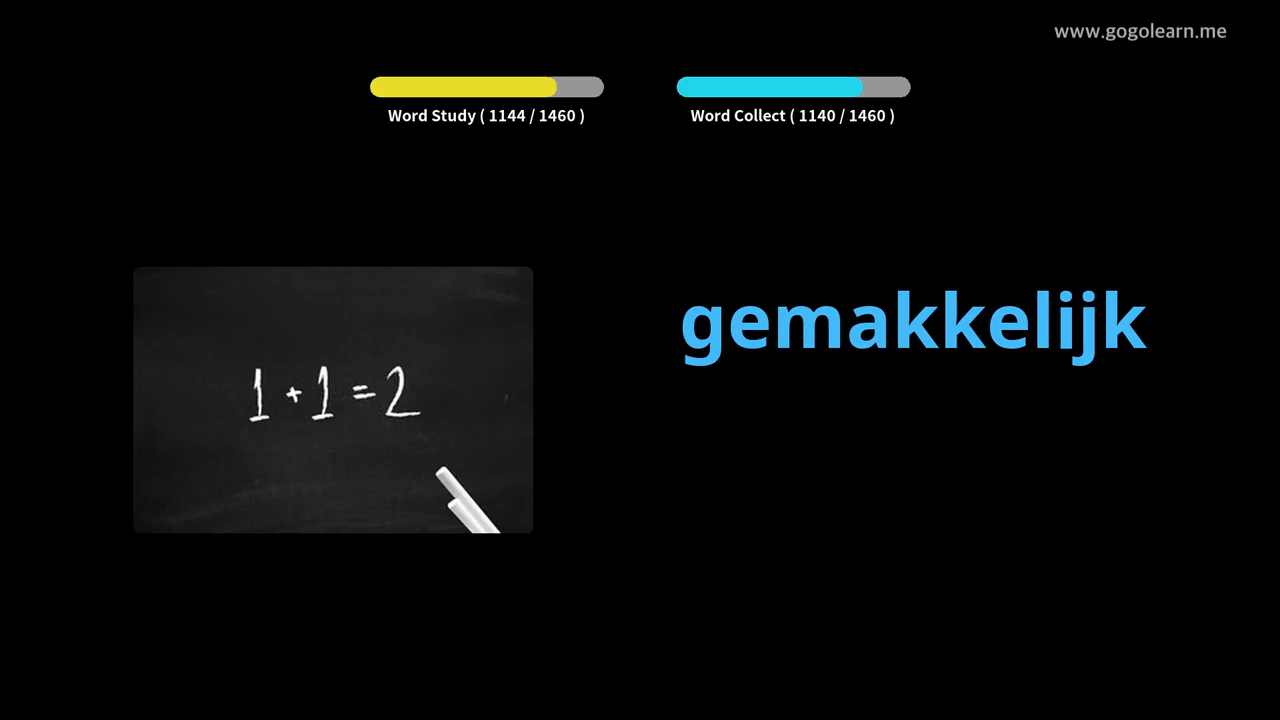 www.gogolearn.me
Word Study ( 1144 / 1460 )
Word Collect ( 1140 / 1460 )
gemakkelijk
1 + 1 = 2